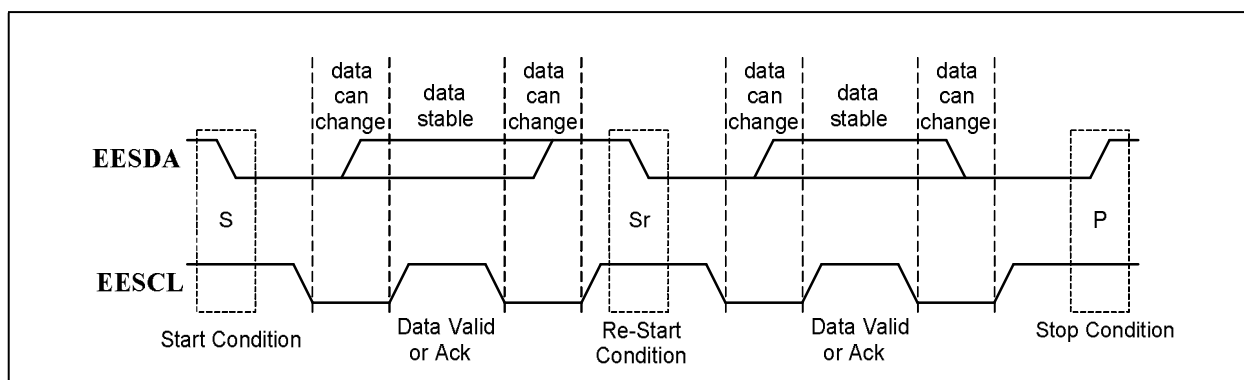 data
can
change
data
stable
data
can
change
data
can
change
data
stable
data
can
change
EESDA
S
Sr
P
EESCL
Start Condition
Data Valid
or Ack
Re-Start
Condition
Data Valid
or Ack
Stop Condition